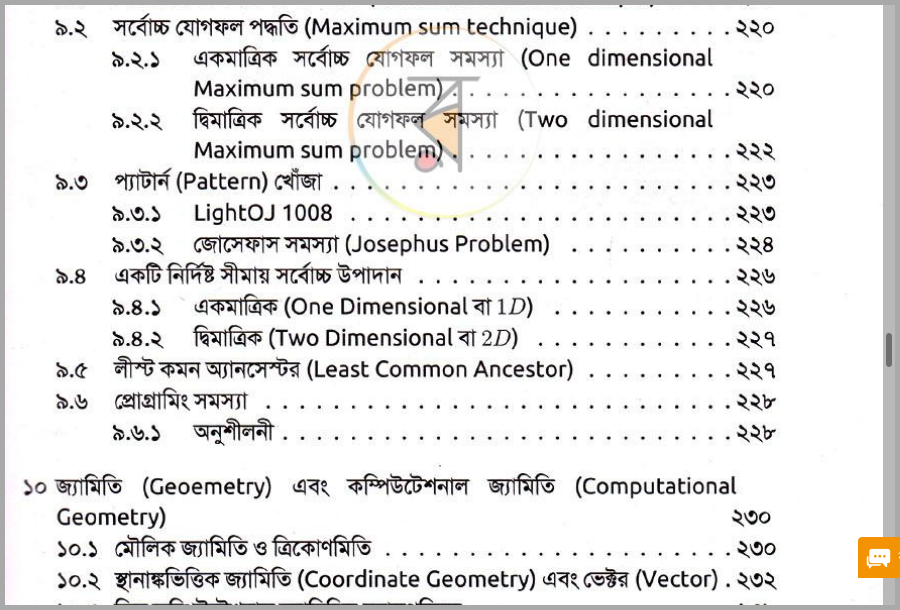 ৯.২ সর্বোচ্চ যোগফল পদ্ধতি (Maximum sum technique) . . . . . . . . . ২২০
৯.২.১ একমাত্রিক সর্বোচ্চ যোগফল সমস্যা (One dimensional
Maximum sum problem) . . . . . . . . . . . . . . . . . . . ২২০
৯.২.২ দ্বিমাত্রিক সর্বোচ্চ যোগফল সমস্যা (Two dimensional
Maximum sum problem) . . . . . . . . . . . . . . . . . . . ২২২
৯.৩ প্যাটার্ন (Pattern) খোঁজা . . . . . . . . . . . . . . . . . . . . . . . . . . ২২৩
৯.৩.১ LightOJ 1008 . . . . . . . . . . . . . . . . . . . . . . . . . ২২৩
৯.৩.২ জোসেফাস সমস্যা (Josephus Problem) . . . . . . . . . . ২২৪
৯.৪ একটি নির্দিষ্ট সীমায় সর্বোচ্চ উপাদান . . . . . . . . . . . . . . . . . . . . . ২২৬
৯.৪.১ একমাত্রিক (One Dimensional বা 1D) . . . . . . . . . . . ২২৬
৯.৪.২ দ্বিমাত্রিক (Two Dimensional বা 2D) . . . . . . . . . . . . ২২৭
৯.৫ লীস্ট কমন অ্যানসেস্টর (Least Common Ancestor) . . . . . . . . . ২২৭
৯.৬ প্রোগ্রামিং সমস্যা . . . . . . . . . . . . . . . . . . . . . . . . . . . . . . ২২৮
৯.৬.১ অনুশীলনী . . . . . . . . . . . . . . . . . . . . . . . . . . . . . ২২৮
১০ জ্যামিতি (Geoemetry) এবং কম্পিউটেশনাল জ্যামিতি (Computational
Geometry) ২৩০
১০.১ মৌলিক জ্যামিতি ও ত্রিকোণমিতি . . . . . . . . . . . . . . . . . . . . . . . ২৩০
১০.২ স্থানাঙ্কভিত্তিক জ্যামিতি (Coordinate Geometry) এবং ভেক্টর (Vector) . ২৩২